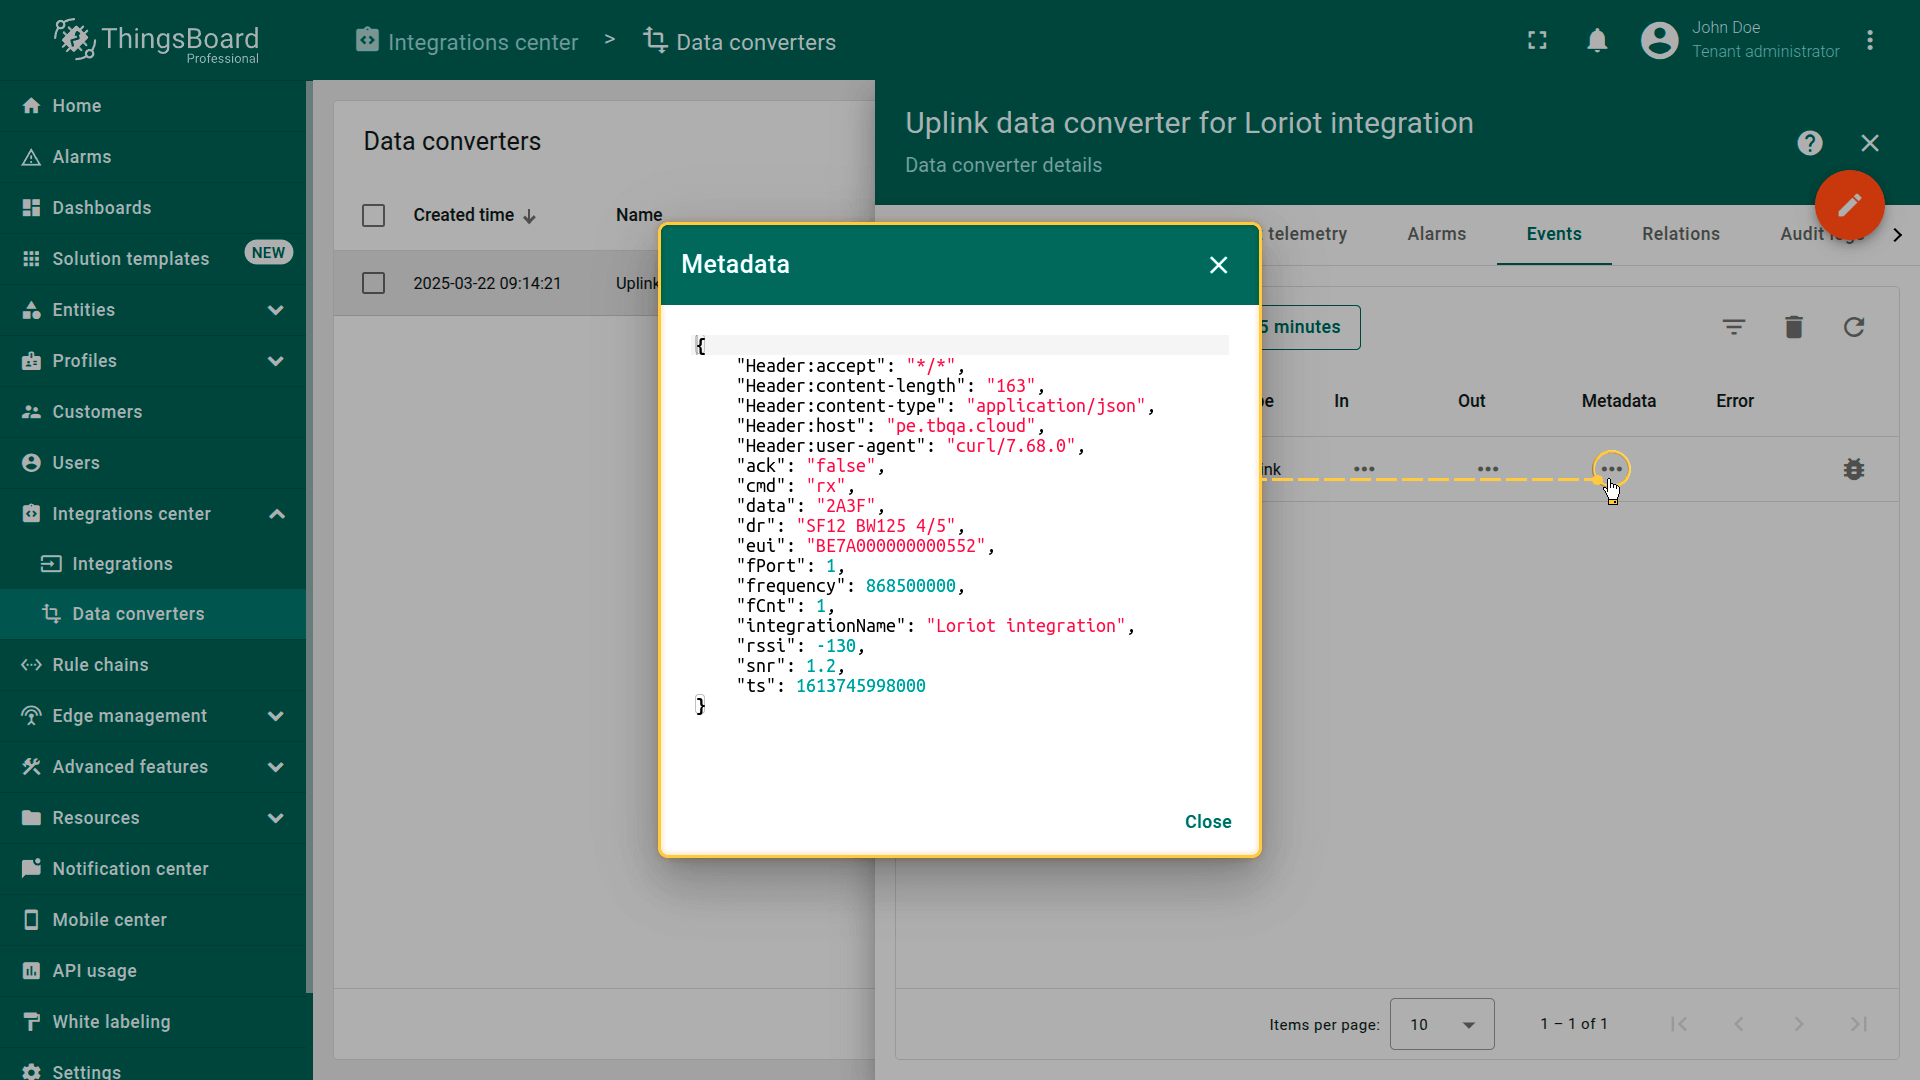 ThingsBoard
Professional
Integrations center > Data converters
John Doe
Tenant administrator
Home
Alarms
Dashboards
Solution templates NEW
Entities
Profiles
Customers
Users
Integrations center
Integrations
Data converters
Rule chains
Edge management
Advanced features
Resources
Notification center
Mobile center
API usage
White labeling
Settings
Data converters
Created time Name
2025-03-22 09:14:21 Uplink
Uplink data converter for Loriot integration
Data converter details
telemetry Alarms Events Relations Audit logs
5 minutes
pe In Out Metadata Error
ink ••• ••• •••
Metadata
{
"Header:accept": "*/*",
"Header:content-length": "163",
"Header:content-type": "application/json",
"Header:host": "pe.tbqa.cloud",
"Header:user-agent": "curl/7.68.0",
"ack": "false",
"cmd": "rx",
"data": "2A3F",
"dr": "SF12 BW125 4/5",
"eui": "BE7A000000000552",
"fPort": 1,
"frequency": 868500000,
"fCnt": 1,
"integrationName": "Loriot integration",
"rssi": -130,
"snr": 1.2,
"ts": 1613745998000
}
Close
Items per page: 10 1 – 1 of 1